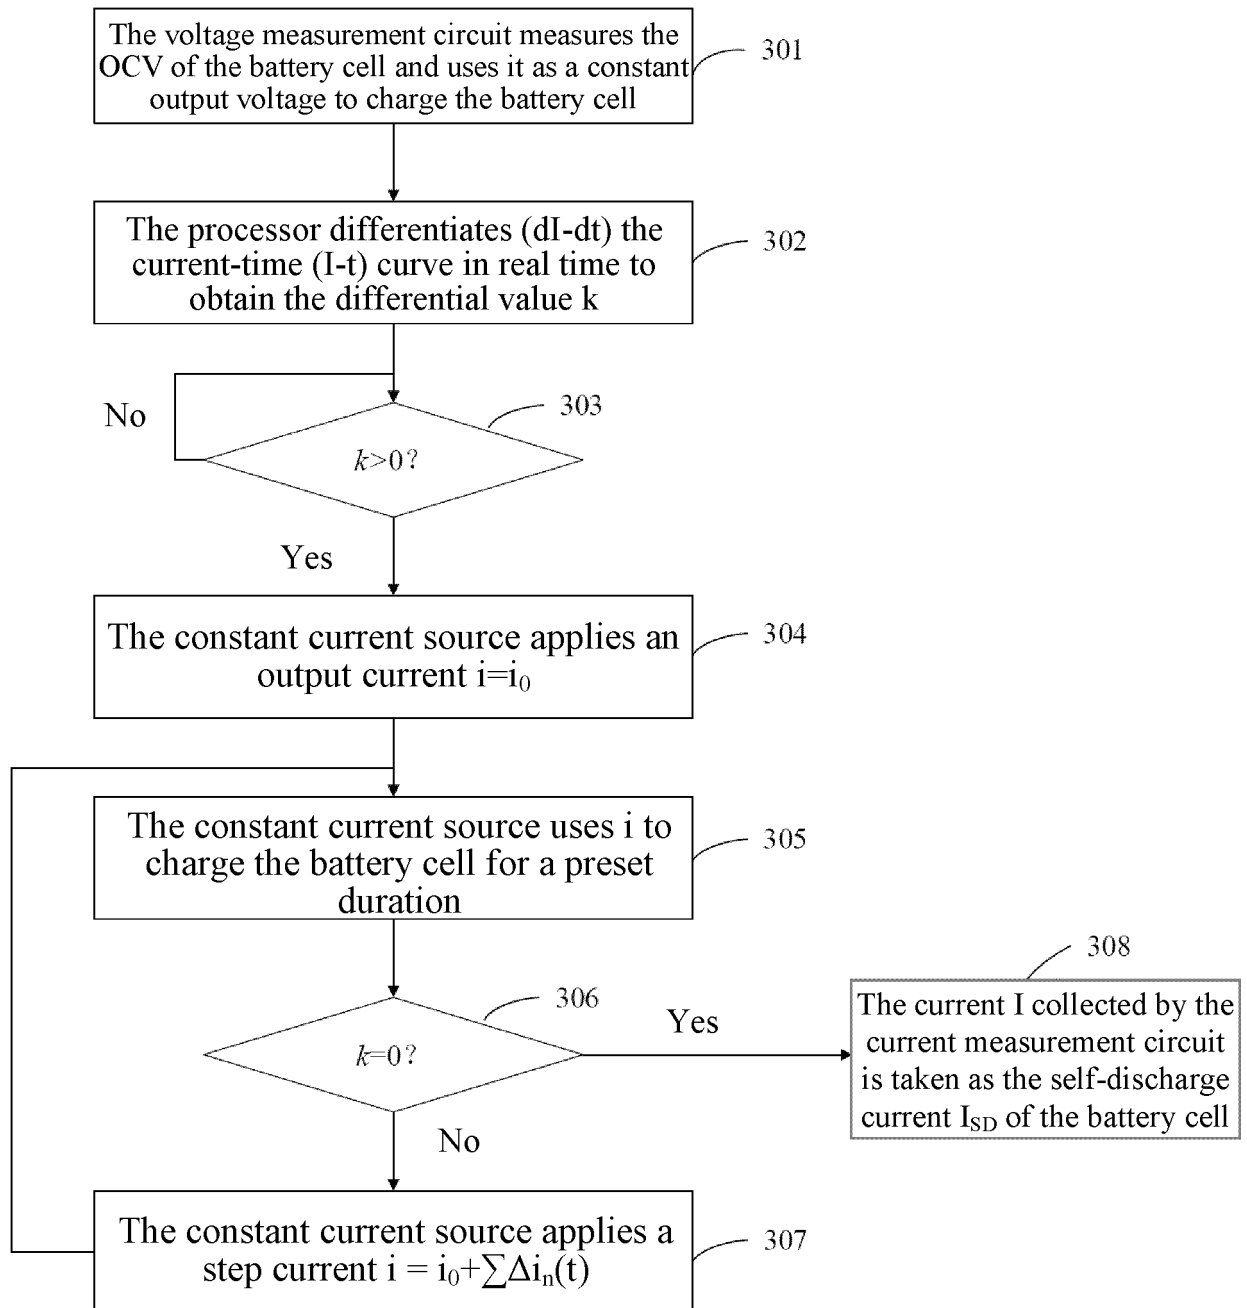 The voltage measurement circuit measures the
OCV of the battery cell and uses it as a constant
output voltage to charge the battery cell
301
The processor differentiates (dI-dt) the
current-time (I-t) curve in real time to
obtain the differential value k
302
No
303
k>0?
Yes
The constant current source applies an
output current i=i₀
304
The constant current source uses i to
charge the battery cell for a preset
duration
305
306
k=0?
Yes
308
The current I collected by the
current measurement circuit
is taken as the self-discharge
current I_SD of the battery cell
No
The constant current source applies a
step current i = i₀+∑Δiₙ(t)
307